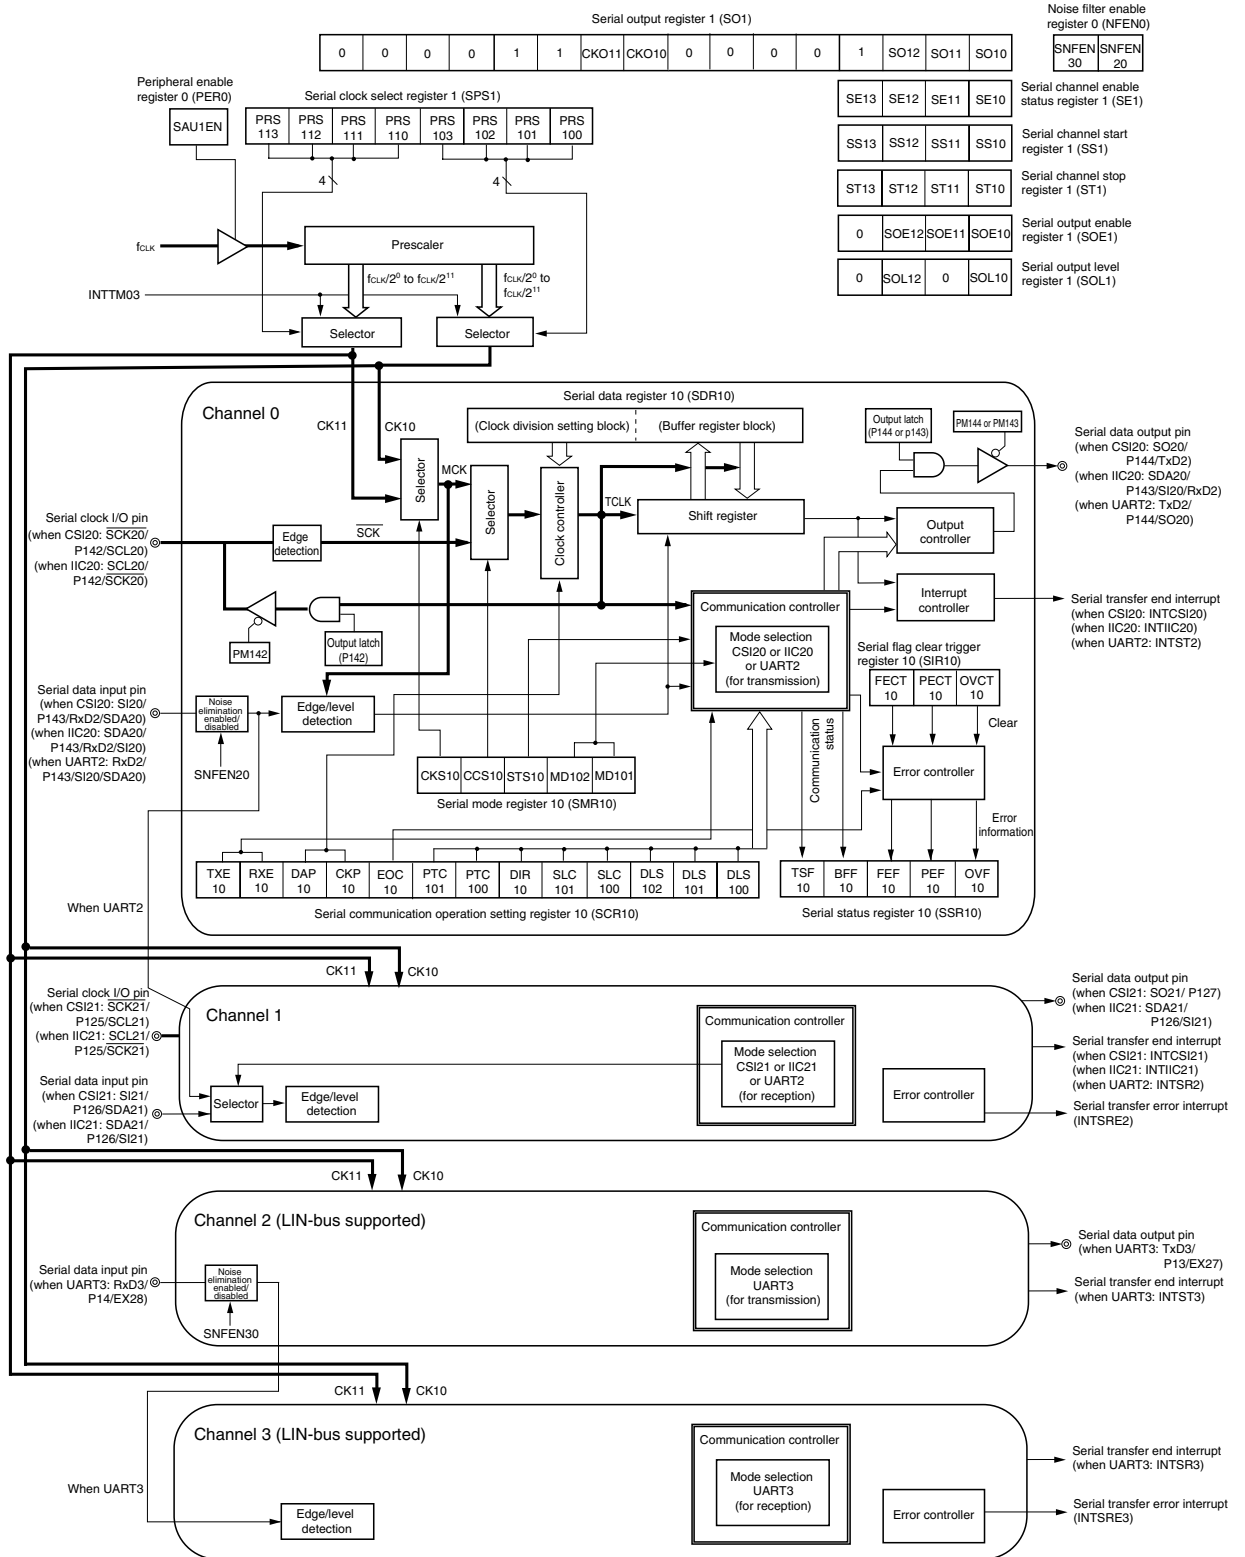 Serial output register 1 (SO1)
0 0 0 0 1 1 CKO11 CKO10 0 0 0 0 1 SO12 SO11 SO10
Noise filter enable
register 0 (NFEN0)
SNFEN SNFEN
30 20
Peripheral enable
register 0 (PER0)
SAU1EN
Serial clock select register 1 (SPS1)
PRS PRS PRS PRS PRS PRS PRS PRS
113 112 111 110 103 102 101 100
4 4
SE13 SE12 SE11 SE10
Serial channel enable
status register 1 (SE1)
SS13 SS12 SS11 SS10
Serial channel start
register 1 (SS1)
ST13 ST12 ST11 ST10
Serial channel stop
register 1 (ST1)
0 SOE12 SOE11 SOE10
Serial output enable
register 1 (SOE1)
0 SOL12 0 SOL10
Serial output level
register 1 (SOL1)
fCLK
Prescaler
fCLK/2⁰ to fCLK/2¹¹
fCLK/2⁰ to
fCLK/2¹¹
INTTM03
Selector Selector
Channel 0
CK11 CK10
Serial data register 10 (SDR10)
(Clock division setting block) (Buffer register block)
Selector
MCK
Selector
Clock controller
TCLK
Shift register
Output latch
(P144 or p143)
PM144 or PM143
Serial data output pin
(when CSI20: SO20/
P144/TxD2)
(when IIC20: SDA20/
P143/SI20/RxD2)
(when UART2: TxD2/
P144/SO20)
Output
controller
Serial clock I/O pin
(when CSI20: SCK20/
P142/SCL20)
(when IIC20: SCL20/
P142/SCK20)
Edge
detection
SCK
PM142
Output latch
(P142)
Communication controller
Mode selection
CSI20 or IIC20
or UART2
(for transmission)
Interrupt
controller
Serial transfer end interrupt
(when CSI20: INTCSI20)
(when IIC20: INTIIC20)
(when UART2: INTST2)
Serial flag clear trigger
register 10 (SIR10)
FECT PECT OVCT
10 10 10
Clear
Serial data input pin
(when CSI20: SI20/
P143/RxD2/SDA20)
(when IIC20: SDA20/
P143/RxD2/SI20)
(when UART2: RxD2/
P143/SI20/SDA20)
Noise
elimination
enabled/
disabled
SNFEN20
Edge/level
detection
CKS10 CCS10 STS10 MD102 MD101
Serial mode register 10 (SMR10)
Communication
status
Error controller
Error
information
TXE RXE DAP CKP EOC PTC PTC DIR SLC SLC DLS DLS DLS
10 10 10 10 10 101 100 10 101 100 102 101 100
Serial communication operation setting register 10 (SCR10)
TSF BFF FEF PEF OVF
10 10 10 10 10
Serial status register 10 (SSR10)
When UART2
CK11 CK10
Channel 1
Serial clock I/O pin
(when CSI21: SCK21/
P125/SCL21)
(when IIC21: SCL21/
P125/SCK21)
Serial data input pin
(when CSI21: SI21/
P126/SDA21)
(when IIC21: SDA21/
P126/SI21)
Selector
Edge/level
detection
Communication controller
Mode selection
CSI21 or IIC21
or UART2
(for reception)
Error controller
Serial data output pin
(when CSI21: SO21/ P127)
(when IIC21: SDA21/
P126/SI21)
Serial transfer end interrupt
(when CSI21: INTCSI21)
(when IIC21: INTIIC21)
(when UART2: INTSR2)
Serial transfer error interrupt
(INTSRE2)
CK11 CK10
Channel 2 (LIN-bus supported)
Serial data input pin
(when UART3: RxD3/
P14/EX28)
Noise
elimination
enabled/
disabled
SNFEN30
Communication controller
Mode selection
UART3
(for transmission)
Serial data output pin
(when UART3: TxD3/
P13/EX27)
Serial transfer end interrupt
(when UART3: INTST3)
CK11 CK10
Channel 3 (LIN-bus supported)
When UART3
Edge/level
detection
Communication controller
Mode selection
UART3
(for reception)
Error controller
Serial transfer end interrupt
(when UART3: INTSR3)
Serial transfer error interrupt
(INTSRE3)